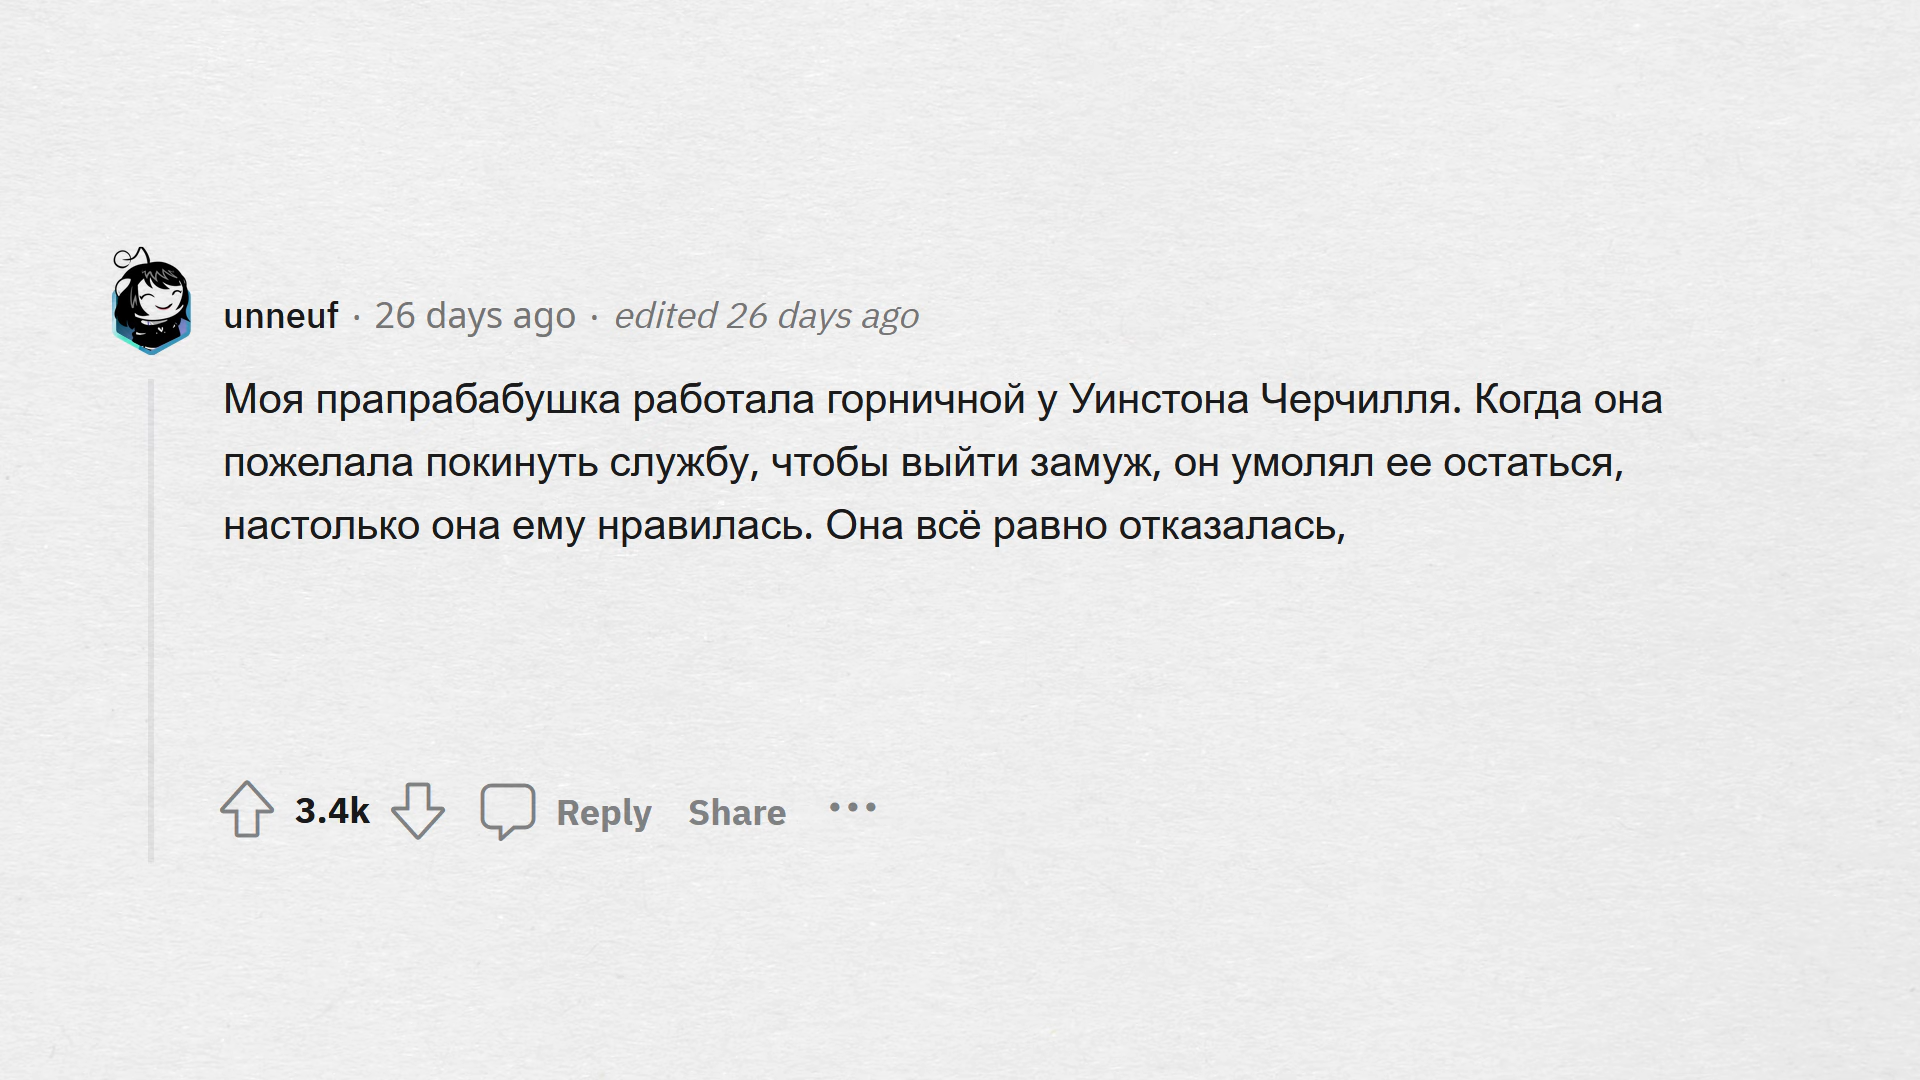 unneuf · 26 days ago · edited 26 days ago
Моя прапрабабушка работала горничной у Уинстона Черчилля. Когда она
пожелала покинуть службу, чтобы выйти замуж, он умолял ее остаться,
настолько она ему нравилась. Она всё равно отказалась,
3.4k Reply Share •••